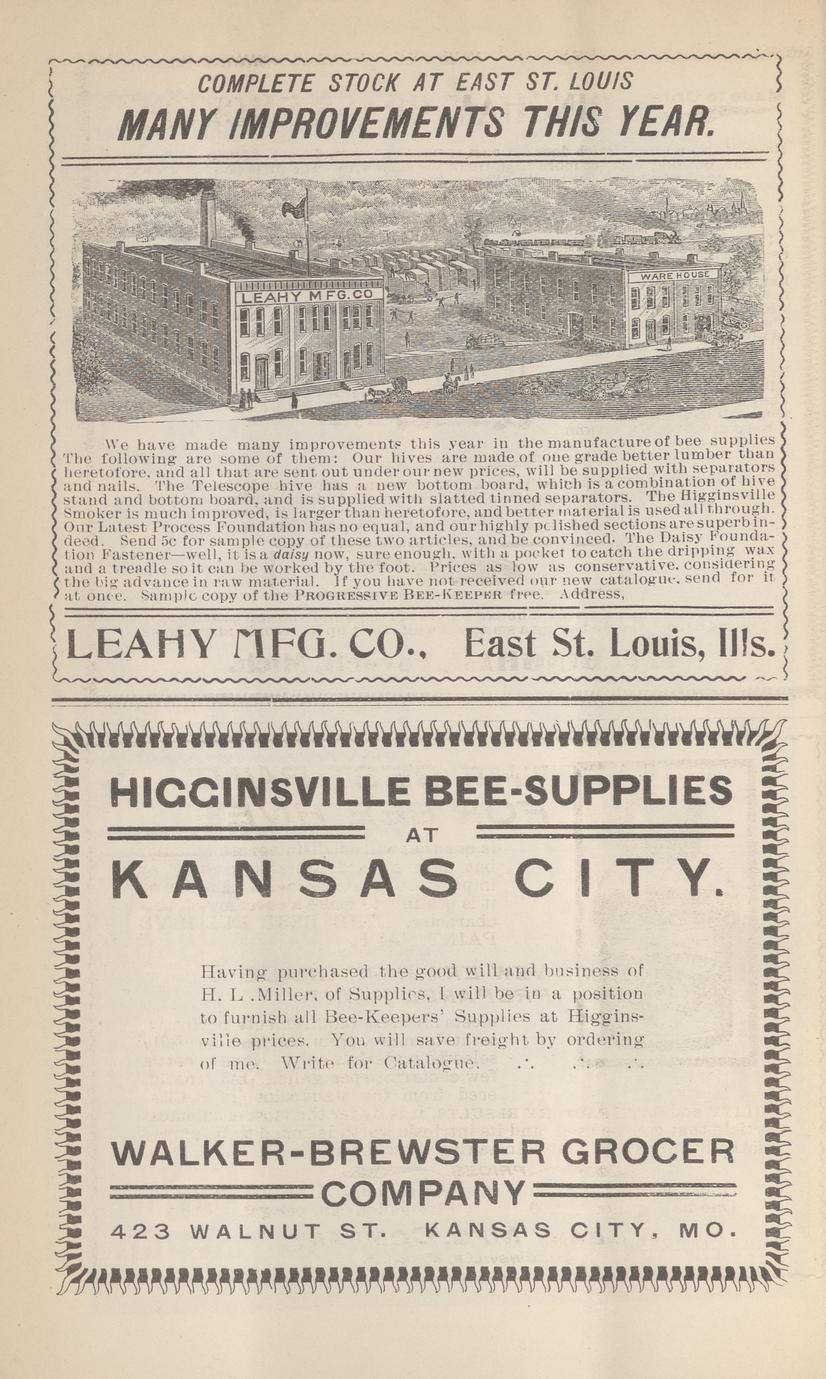 COMPLETE STOCK AT EAST ST. LOUIS
MANY IMPROVEMENTS THIS YEAR.
LEAHY MFG. CO
WARE HOUSE
We have made many improvements this year in the manufacture of bee supplies
The following are some of them: Our hives are made of one grade better lumber than
heretofore, and all that are sent out under our new prices, will be supplied with separators
and nails. The Telescope hive has a new bottom board, which is a combination of hive
stand and bottom board, and is supplied with slatted tinned separators. The Higginsville
Smoker is much improved, is larger than heretofore, and better material is used all through.
Our Latest Process Foundation has no equal, and our highly polished sections are superb in-
deed. Send 5c for sample copy of these two articles, and be convinced. The Daisy Founda-
tion Fastener—well, it is a daisy now, sure enough, with a pocket to catch the dripping wax
and a treadle so it can be worked by the foot. Prices as low as conservative, considering
the big advance in raw material. If you have not received our new catalogue, send for it
at once. Sample copy of the PROGRESSIVE BEE-KEEPER free. Address,
LEAHY MFG. CO., East St. Louis, Ills.
HIGGINSVILLE BEE-SUPPLIES
AT
KANSAS CITY.
Having purchased the good will and business of
H. L .Miller, of Supplies, I will be in a position
to furnish all Bee-Keepers' Supplies at Higgins-
ville prices. You will save freight by ordering
of me. Write for Catalogue. .·. .·. .·.
WALKER-BREWSTER GROCER
COMPANY
423 WALNUT ST. KANSAS CITY, MO.